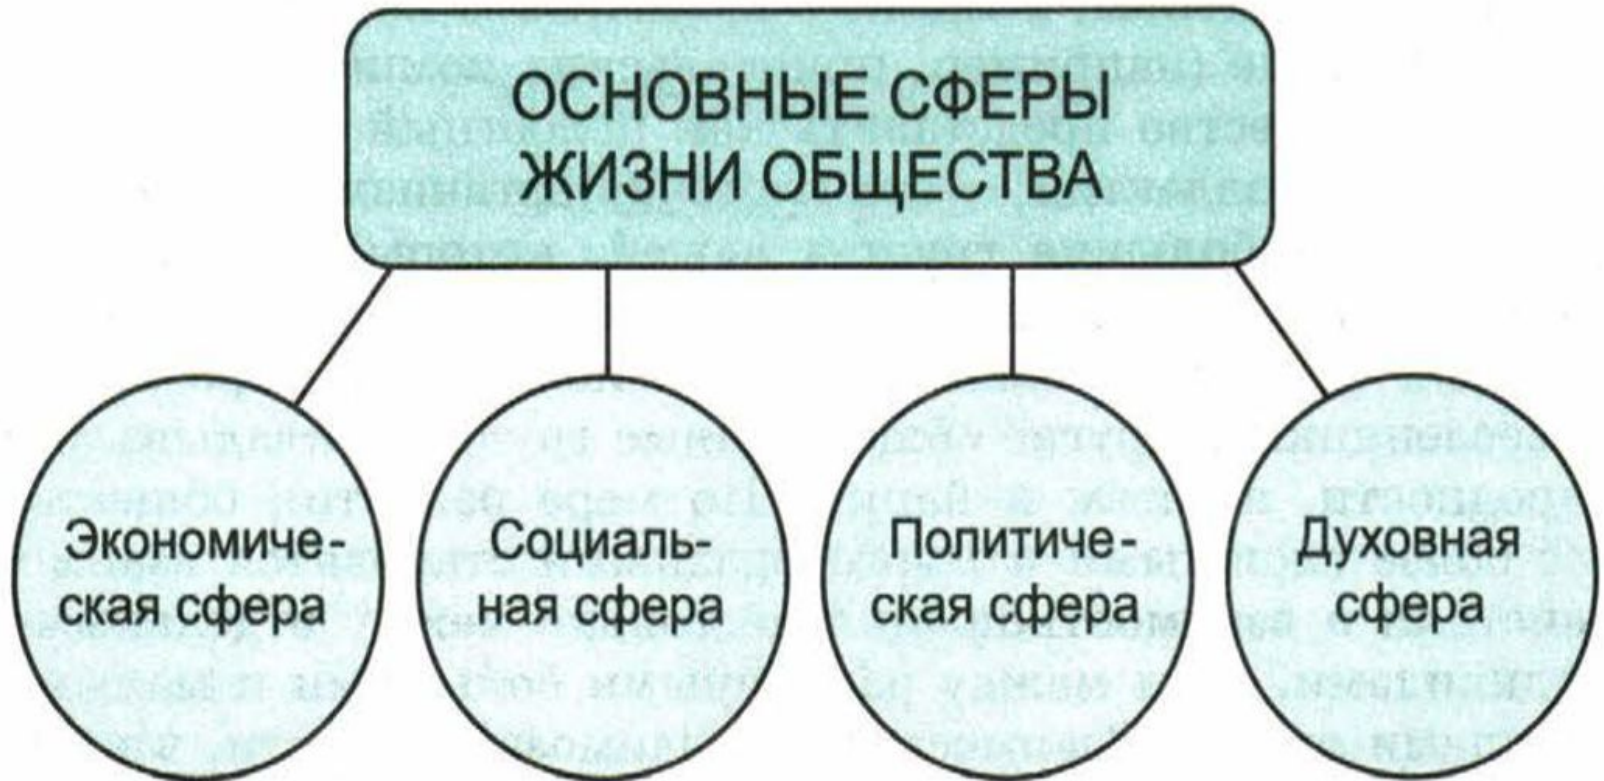 ОСНОВНЫЕ СФЕРЫ
ЖИЗНИ ОБЩЕСТВА
Экономиче-
ская сфера
Социаль-
ная сфера
Политиче-
ская сфера
Духовная
сфера